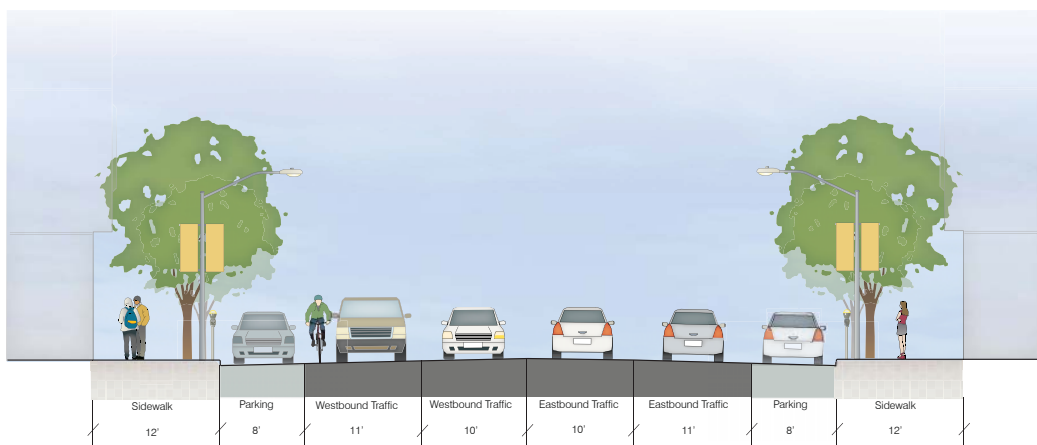 Sidewalk Parking Westbound Traffic Westbound Traffic Eastbound Traffic Eastbound Traffic Parking Sidewalk
12' 8' 11' 10' 10' 11' 8' 12'